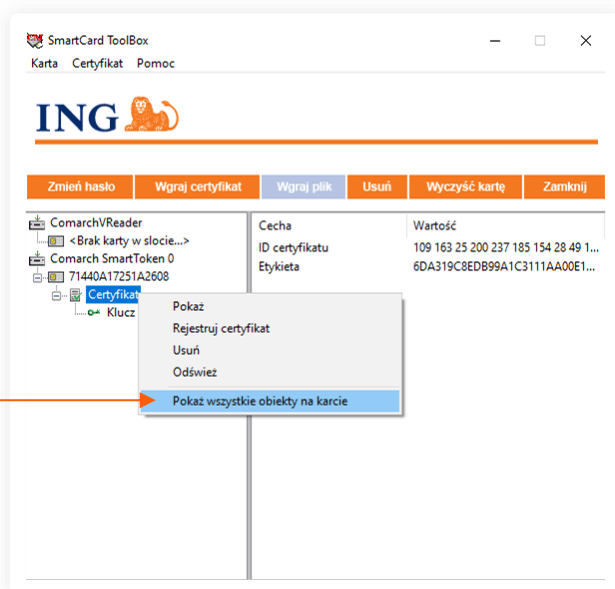 SmartCard ToolBox
Karta Certyfikat Pomoc
ING
Zmień hasło Wgraj certyfikat Wgraj plik Usuń Wyczyść kartę Zamknij
ComarchVReader
<Brak karty w slocie...>
Comarch SmartToken 0
71440A17251A2608
Certyfikat
Klucz
Cecha Wartość
ID certyfikatu 109 163 25 200 237 185 154 28 49 1...
Etykieta 6DA319C8EDB99A1C3111AA00E1...
Pokaż
Rejestruj certyfikat
Usuń
Odśwież
Pokaż wszystkie obiekty na karcie